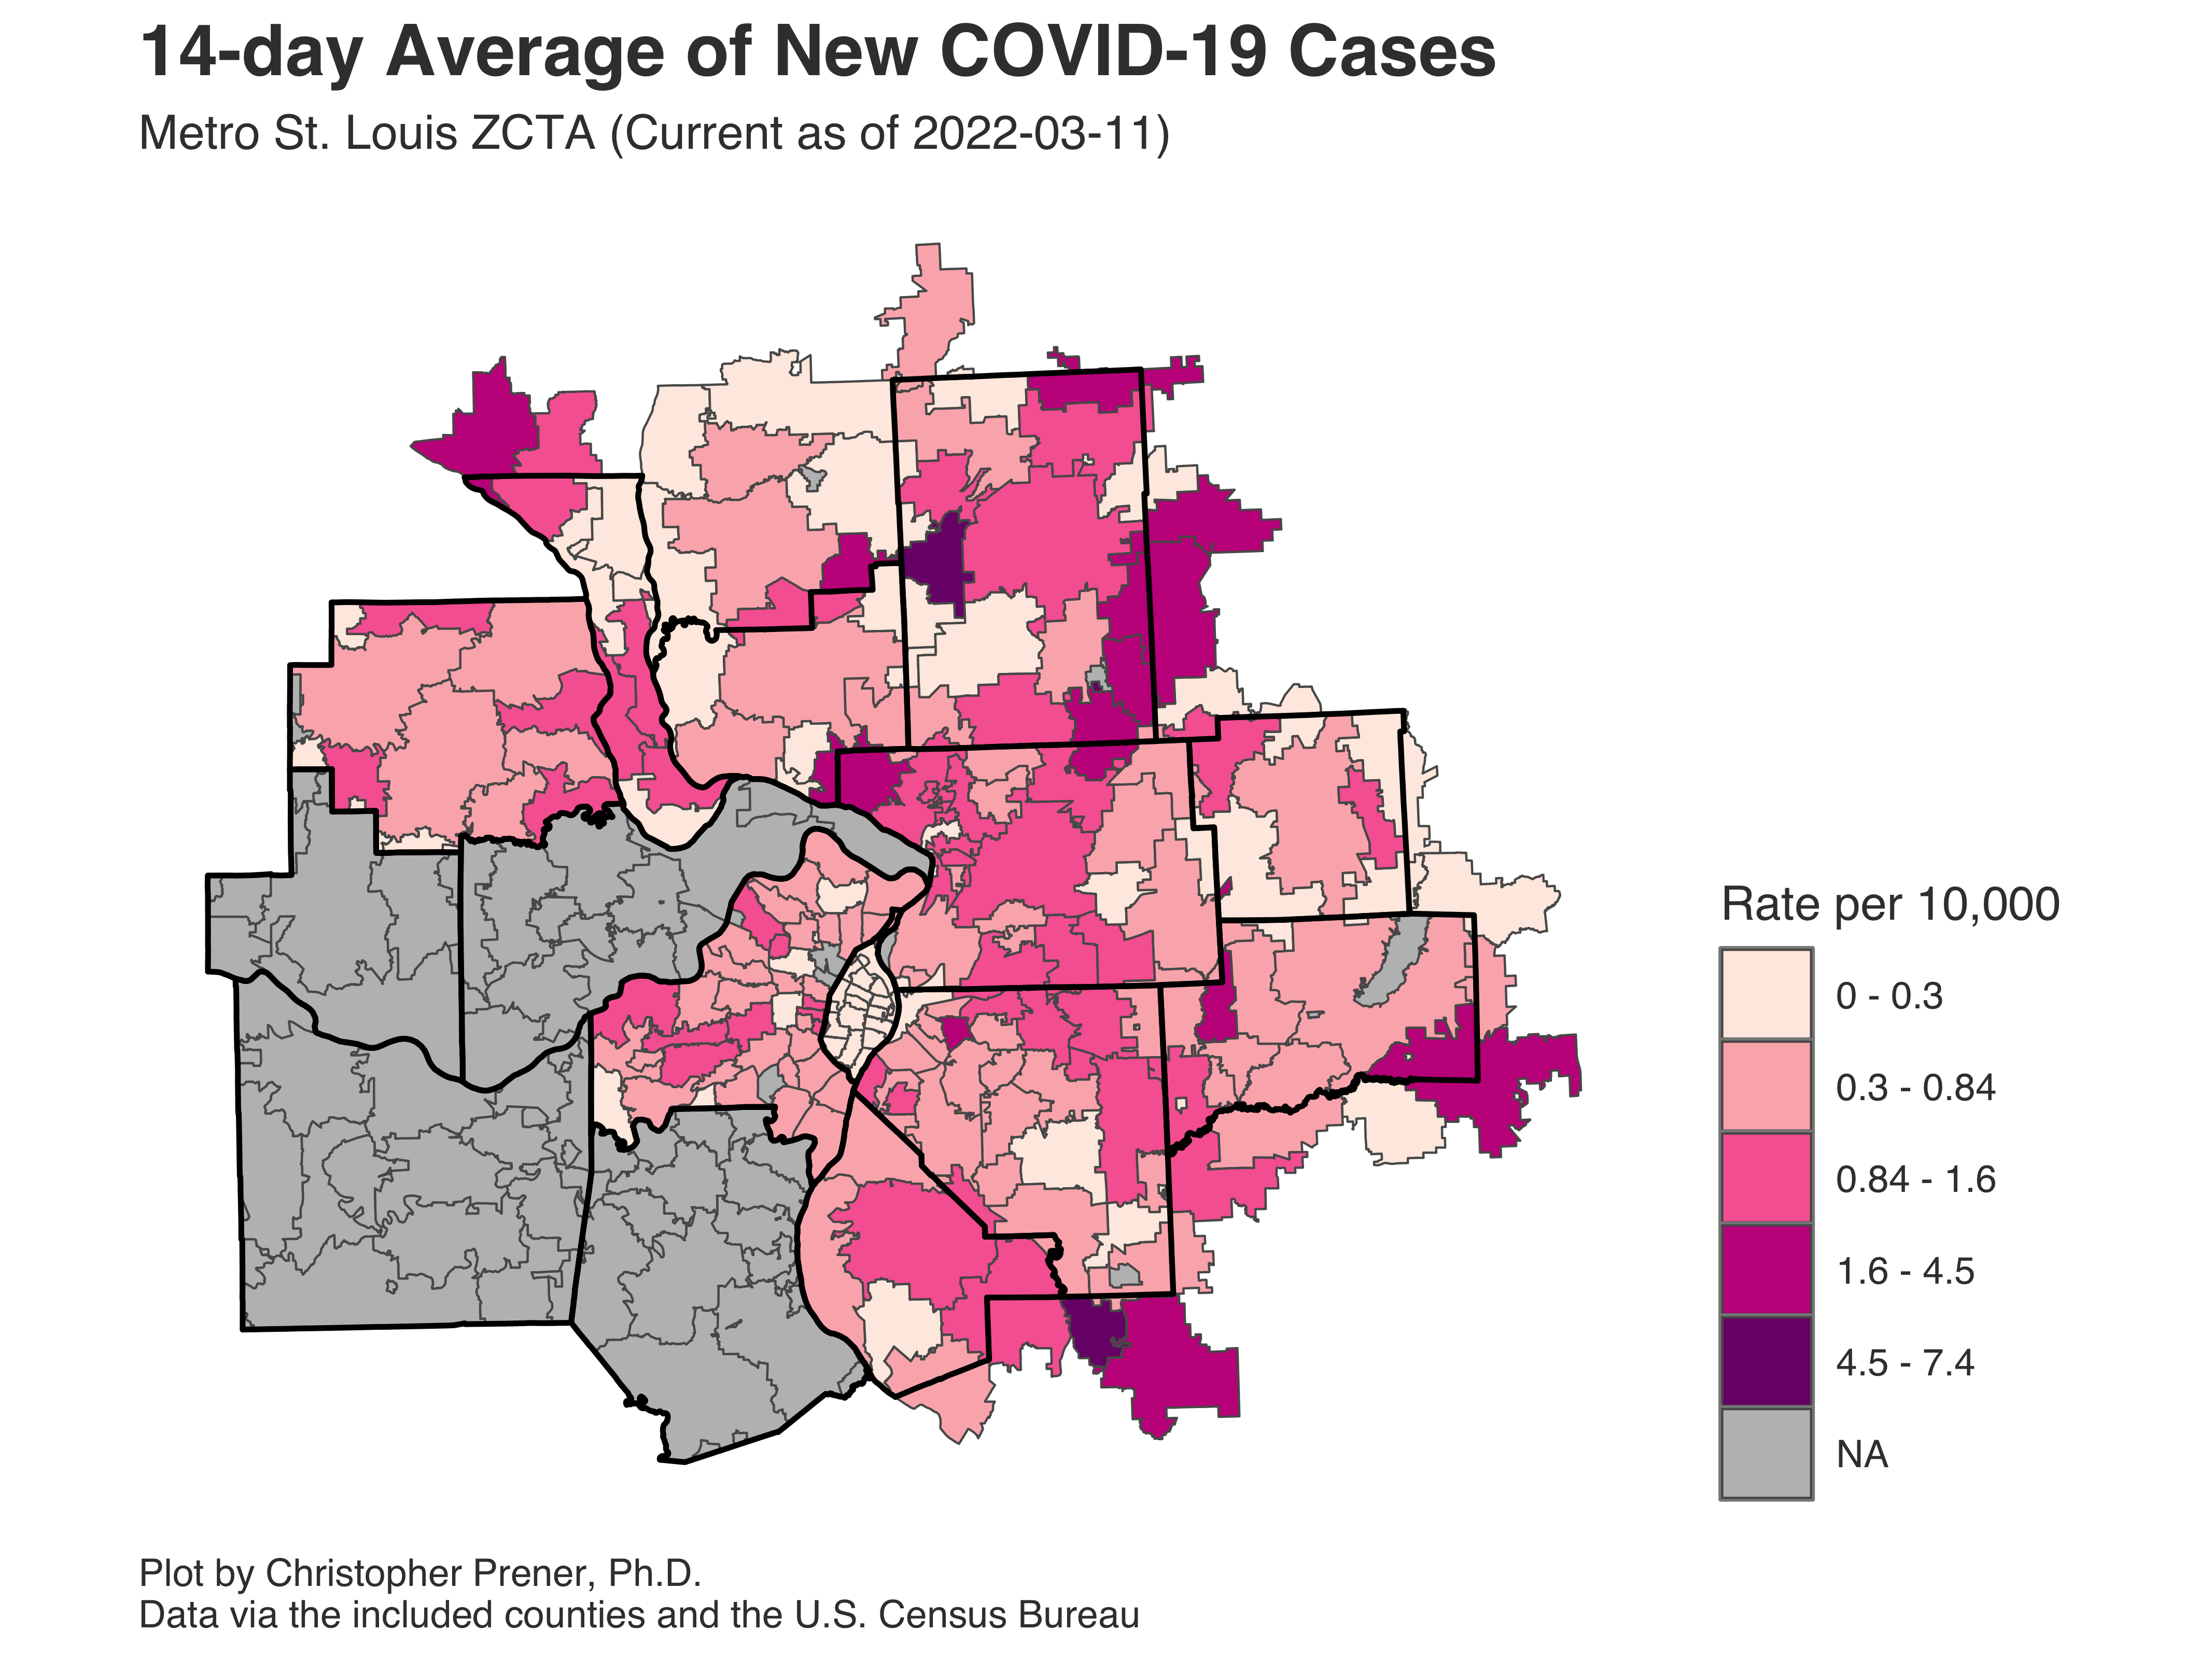 14-day Average of New COVID-19 Cases
Metro St. Louis ZCTA (Current as of 2022-03-11)
Rate per 10,000
0 - 0.3
0.3 - 0.84
0.84 - 1.6
1.6 - 4.5
4.5 - 7.4
NA
Plot by Christopher Prener, Ph.D.
Data via the included counties and the U.S. Census Bureau